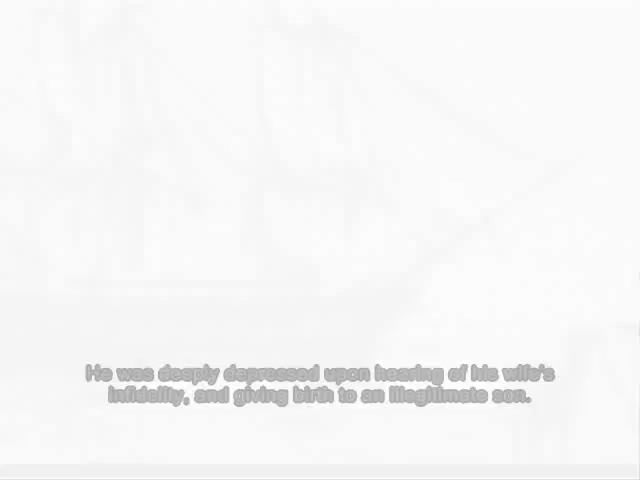 He was deeply depressed upon hearing of his wife's
infidelity, and giving birth to an illegitimate son.